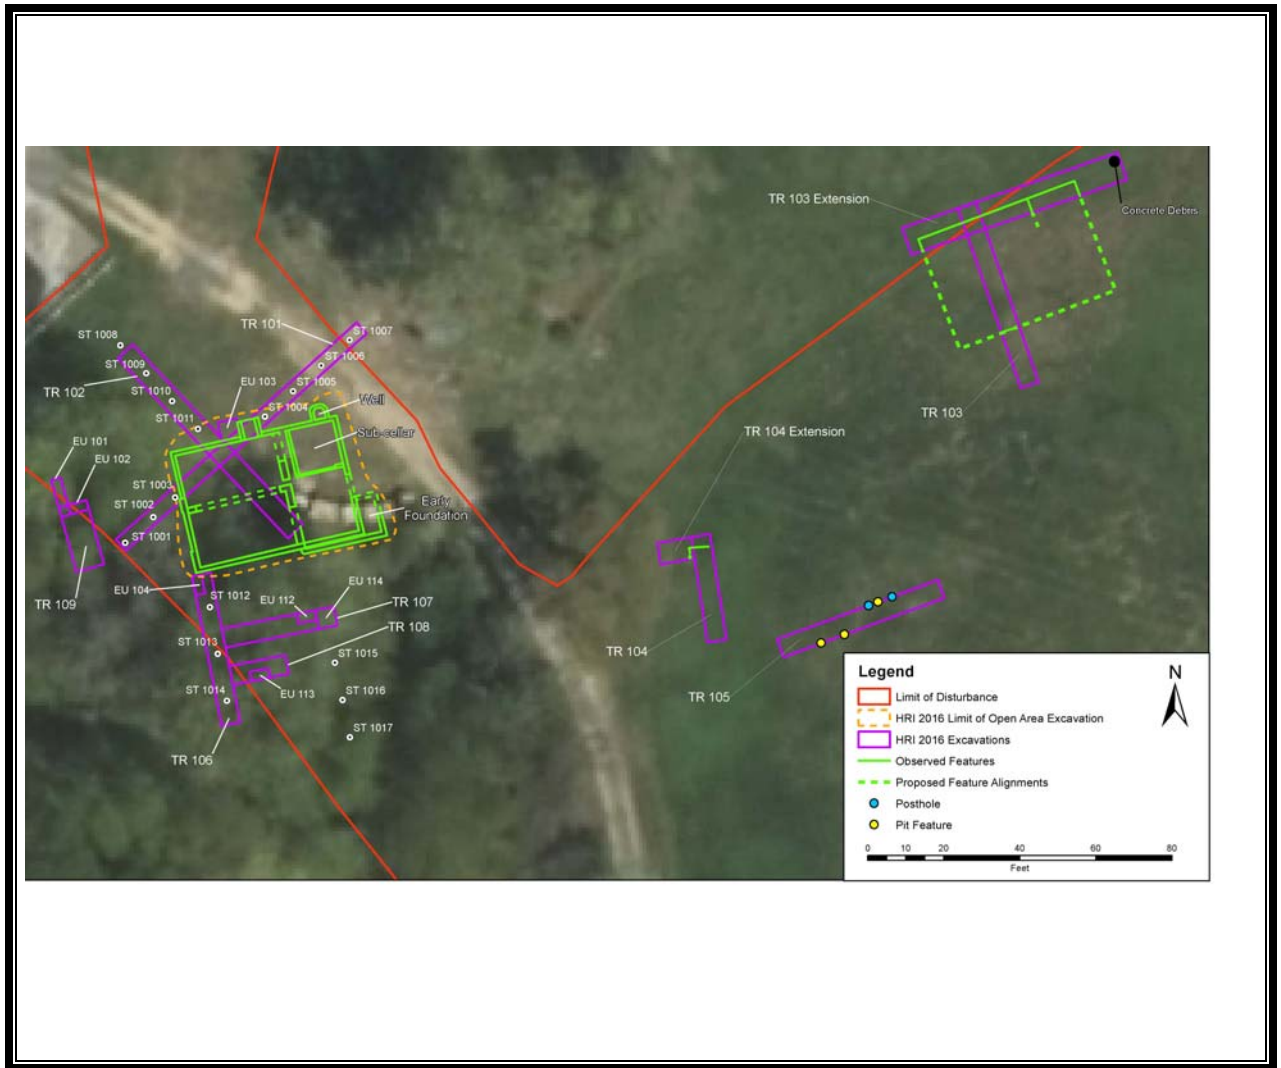 TR 103 Extension
Concrete Debris
TR 101
ST 1007
ST 1008
ST 1006
ST 1009
TR 102
EU 103
ST 1005
ST 1010
ST 1004
Well
ST 1011
Sub-cellar
TR 103
TR 104 Extension
EU 101
EU 102
ST 1003
ST 1002
Early
Foundation
ST 1001
EU 104
TR 109
ST 1012
EU 112
EU 114
TR 107
TR 108
ST 1013
ST 1015
TR 104
ST 1014
EU 113
ST 1016
TR 105
ST 1017
TR 106
Legend
N
Limit of Disturbance
HRI 2016 Limit of Open Area Excavation
HRI 2016 Excavations
Observed Features
Proposed Feature Alignments
Posthole
Pit Feature
0 10 20 40 60 80
Feet